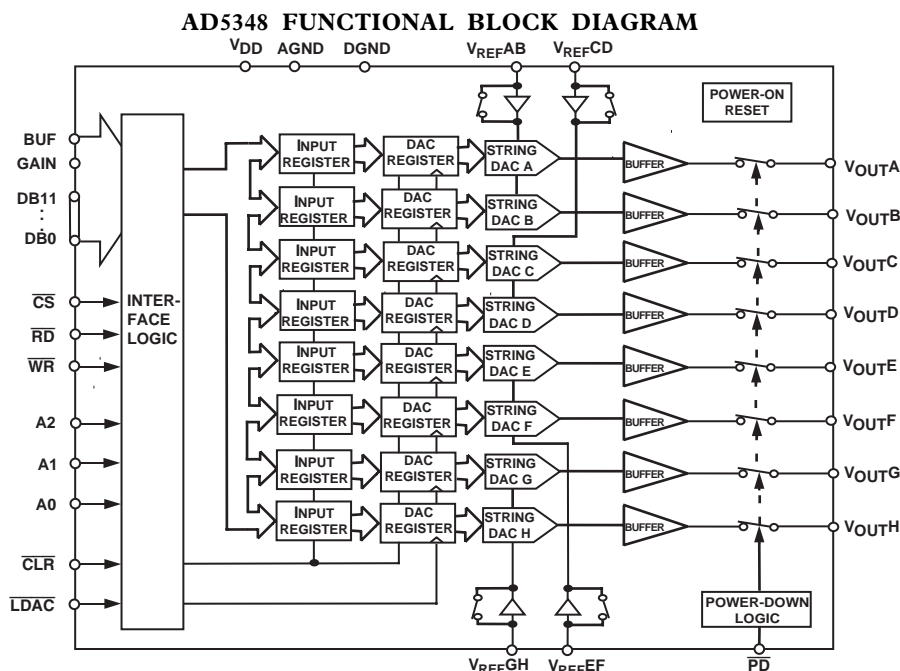 AD5348 FUNCTIONAL BLOCK DIAGRAM
VDD AGND DGND VREFAB VREFCD
POWER-ON
RESET
BUF
GAIN
DB11
:
DB0
CS
RD
WR
A2
A1
A0
CLR
LDAC
INTER-
FACE
LOGIC
INPUT
REGISTER
DAC
REGISTER
STRING
DAC A
BUFFER
VOUTA
INPUT
REGISTER
DAC
REGISTER
STRING
DAC B
BUFFER
VOUTB
INPUT
REGISTER
DAC
REGISTER
STRING
DAC C
BUFFER
VOUTC
INPUT
REGISTER
DAC
REGISTER
STRING
DAC D
BUFFER
VOUTD
INPUT
REGISTER
DAC
REGISTER
STRING
DAC E
BUFFER
VOUTE
INPUT
REGISTER
DAC
REGISTER
STRING
DAC F
BUFFER
VOUTF
INPUT
REGISTER
DAC
REGISTER
STRING
DAC G
BUFFER
VOUTG
INPUT
REGISTER
DAC
REGISTER
STRING
DAC H
BUFFER
VOUTH
POWER-DOWN
LOGIC
VREFGH VREFEF PD